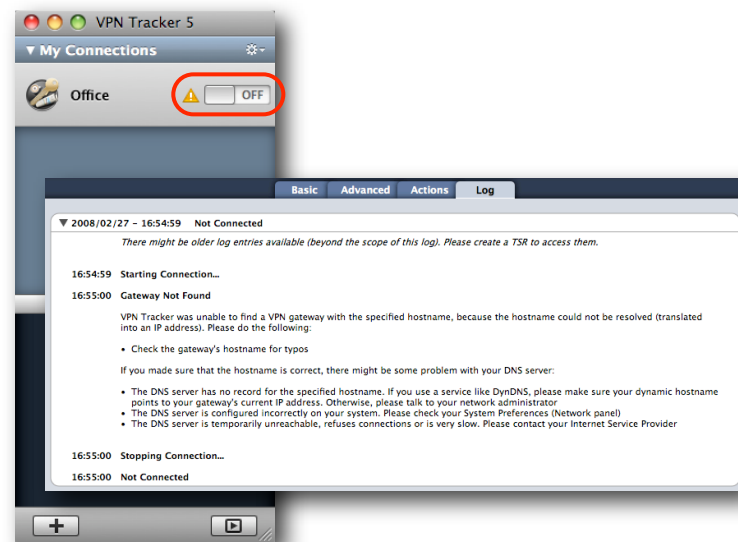 VPN Tracker 5
My Connections
Office
OFF
Basic Advanced Actions Log
2008/02/27 - 16:54:59 Not Connected
There might be older log entries available (beyond the scope of this log). Please create a TSR to access them.
16:54:59 Starting Connection...
16:55:00 Gateway Not Found
VPN Tracker was unable to find a VPN gateway with the specified hostname, because the hostname could not be resolved (translated
into an IP address). Please do the following:
• Check the gateway's hostname for typos
If you made sure that the hostname is correct, there might be some problem with your DNS server:
• The DNS server has no record for the specified hostname. If you use a service like DynDNS, please make sure your dynamic hostname
points to your gateway's current IP address. Otherwise, please talk to your network administrator
• The DNS server is configured incorrectly on your system. Please check your System Preferences (Network panel)
• The DNS server is temporarily unreachable, refuses connections or is very slow. Please contact your Internet Service Provider
16:55:00 Stopping Connection...
16:55:00 Not Connected